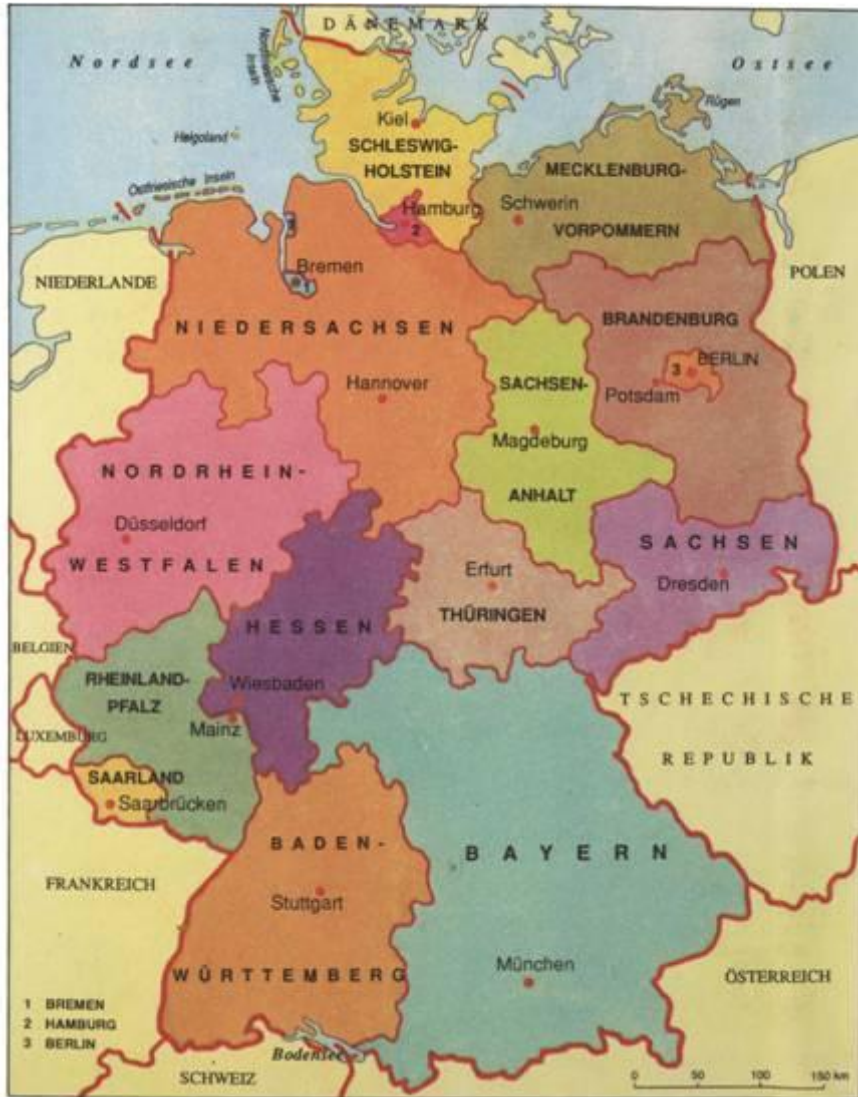 DÄNEMARK
Nordsee
Ostsee
Nordfriesische
Inseln
Rügen
Kiel
Helgoland
SCHLESWIG-
HOLSTEIN
MECKLENBURG-
Ostfriesische Inseln
Hamburg
2
Schwerin
VORPOMMERN
NIEDERLANDE
Bremen
1
POLEN
NIEDERSACHSEN
BRANDENBURG
BERLIN
3
Hannover
SACHSEN-
Potsdam
Magdeburg
NORDRHEIN-
ANHALT
Düsseldorf
SACHSEN
WESTFALEN
Erfurt
Dresden
HESSEN
THÜRINGEN
BELGIEN
RHEINLAND-
PFALZ
Wiesbaden
TSCHECHISCHE
LUXEMBURG
Mainz
REPUBLIK
SAARLAND
Saarbrücken
BADEN-
BAYERN
FRANKREICH
Stuttgart
WÜRTTEMBERG
München
ÖSTERREICH
1 BREMEN
2 HAMBURG
3 BERLIN
Bodensee
SCHWEIZ
0 50 100 150 km